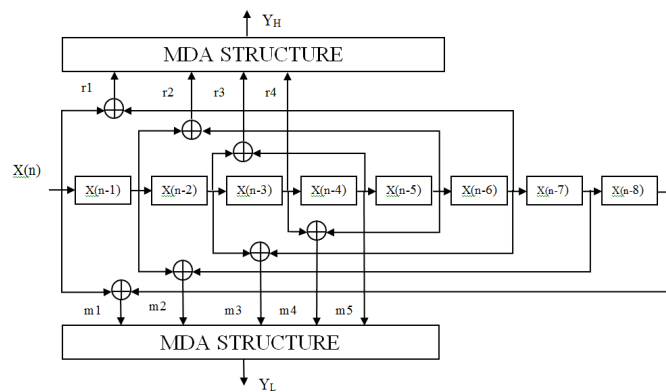 Y_H
MDA STRUCTURE
r1 r2 r3 r4
X(n) X(n-1) X(n-2) X(n-3) X(n-4) X(n-5) X(n-6) X(n-7) X(n-8)
m1 m2 m3 m4 m5
MDA STRUCTURE
Y_L